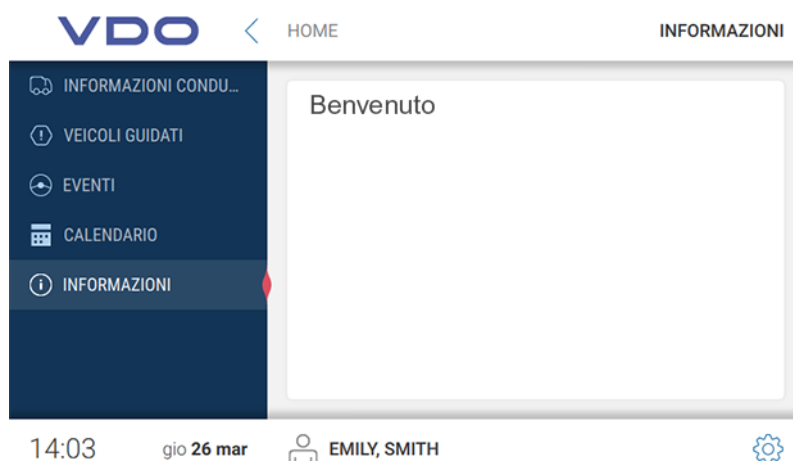 VDO HOME INFORMAZIONI
INFORMAZIONI CONDU...
VEICOLI GUIDATI
EVENTI
CALENDARIO
INFORMAZIONI
Benvenuto
14:03 gio 26 mar EMILY, SMITH